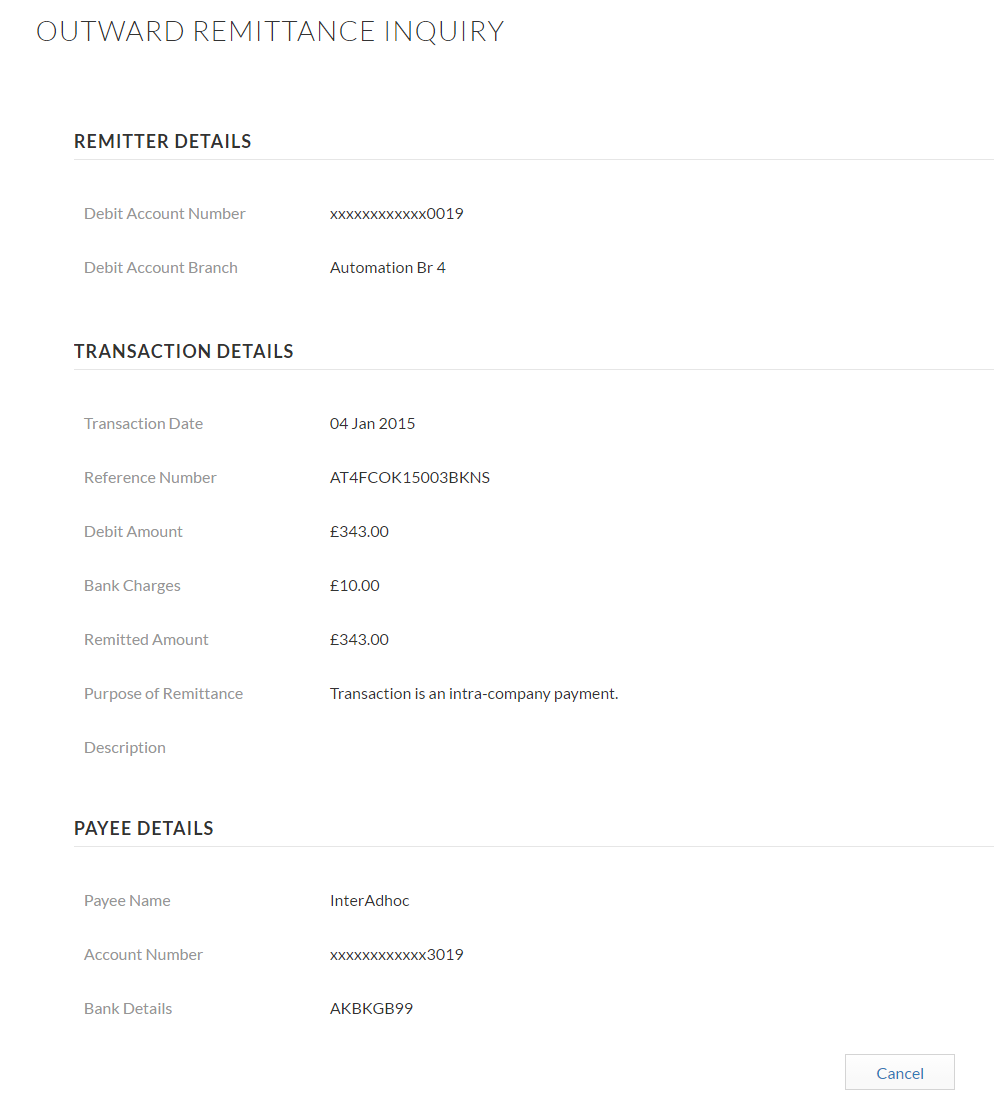 OUTWARD REMITTANCE INQUIRY
REMITTER DETAILS
Debit Account Number xxxxxxxxxxxx0019
Debit Account Branch Automation Br 4
TRANSACTION DETAILS
Transaction Date 04 Jan 2015
Reference Number AT4FCOK15003BKNS
Debit Amount £343.00
Bank Charges £10.00
Remitted Amount £343.00
Purpose of Remittance Transaction is an intra-company payment.
Description
PAYEE DETAILS
Payee Name InterAdhoc
Account Number xxxxxxxxxxxx3019
Bank Details AKBKGB99
Cancel